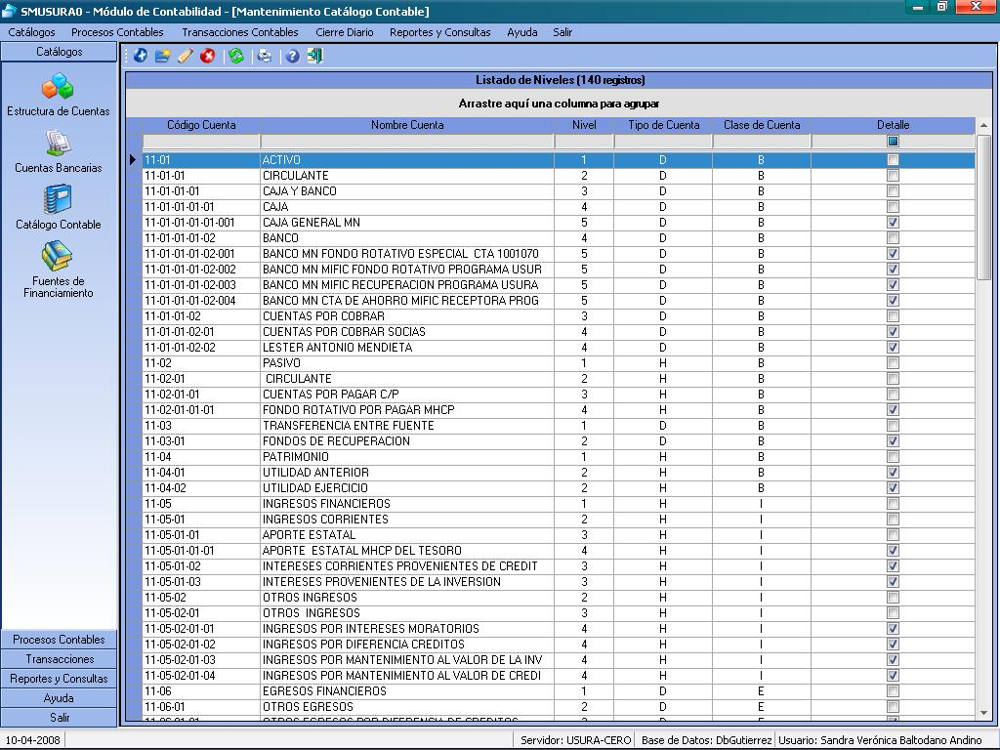 SMUSURA0 - Módulo de Contabilidad - [Mantenimiento Catálogo Contable]
Catálogos Procesos Contables Transacciones Contables Cierre Diario Reportes y Consultas Ayuda Salir
Catálogos
Estructura de Cuentas
Cuentas Bancarias
Catálogo Contable
Fuentes de
Financiamiento
Procesos Contables
Transacciones
Reportes y Consultas
Ayuda
Salir
Listado de Niveles (140 registros)
Arrastre aquí una columna para agrupar
Código Cuenta Nombre Cuenta Nivel Tipo de Cuenta Clase de Cuenta Detalle
11-01 ACTIVO 1 D B
11-01-01 CIRCULANTE 2 D B
11-01-01-01 CAJA Y BANCO 3 D B
11-01-01-01-01 CAJA 4 D B
11-01-01-01-01-001 CAJA GENERAL MN 5 D B
11-01-01-01-02 BANCO 4 D B
11-01-01-01-02-001 BANCO MN FONDO ROTATIVO ESPECIAL CTA 1001070 5 D B
11-01-01-01-02-002 BANCO MN MIFIC FONDO ROTATIVO PROGRAMA USUR 5 D B
11-01-01-01-02-003 BANCO MN MIFIC RECUPERACION PROGRAMA USURA 5 D B
11-01-01-01-02-004 BANCO MN CTA DE AHORRO MIFIC RECEPTORA PROG 5 D B
11-01-01-02 CUENTAS POR COBRAR 3 D B
11-01-01-02-01 CUENTAS POR COBRAR SOCIAS 4 D B
11-01-01-02-02 LESTER ANTONIO MENDIETA 4 D B
11-02 PASIVO 1 H B
11-02-01 CIRCULANTE 2 H B
11-02-01-01 CUENTAS POR PAGAR C/P 3 H B
11-02-01-01-01 FONDO ROTATIVO POR PAGAR MHCP 4 H B
11-03 TRANSFERENCIA ENTRE FUENTE 1 D B
11-03-01 FONDOS DE RECUPERACION 2 D B
11-04 PATRIMONIO 1 H B
11-04-01 UTILIDAD ANTERIOR 2 H B
11-04-02 UTILIDAD EJERCICIO 2 H B
11-05 INGRESOS FINANCIEROS 1 H I
11-05-01 INGRESOS CORRIENTES 2 H I
11-05-01-01 APORTE ESTATAL 3 H I
11-05-01-01-01 APORTE ESTATAL MHCP DEL TESORO 4 H I
11-05-01-02 INTERESES CORRIENTES PROVENIENTES DE CREDIT 3 H I
11-05-01-03 INTERESES PROVENIENTES DE LA INVERSION 3 H I
11-05-02 OTROS INGRESOS 2 H I
11-05-02-01 OTROS INGRESOS 3 H I
11-05-02-01-01 INGRESOS POR INTERESES MORATORIOS 4 H I
11-05-02-01-02 INGRESOS POR DIFERENCIA CREDITOS 4 H I
11-05-02-01-03 INGRESOS POR MANTENIMIENTO AL VALOR DE LA INV 4 H I
11-05-02-01-04 INGRESOS POR MANTENIMIENTO AL VALOR DE CREDI 4 H I
11-06 EGRESOS FINANCIEROS 1 D E
11-06-01 OTROS EGRESOS 2 D E
11-06-01-01 OTROS EGRESOS POR DIFERENCIA DE CREDITOS 3 D E
10-04-2008 Servidor: USURA-CERO Base de Datos: DbGutierrez Usuario: Sandra Verónica Baltodano Andino